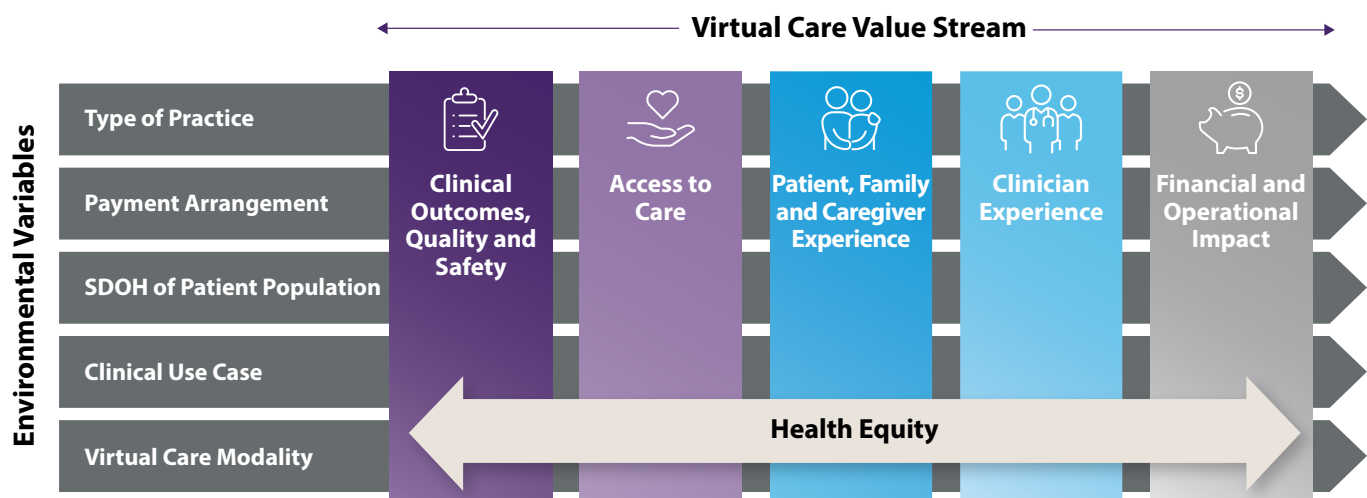 Virtual Care Value Stream
Environmental Variables
Type of Practice
Payment Arrangement
SDOH of Patient Population
Clinical Use Case
Virtual Care Modality
Clinical
Outcomes,
Quality and
Safety
Access to
Care
Patient, Family
and Caregiver
Experience
Clinician
Experience
$
Financial and
Operational
Impact
Health Equity